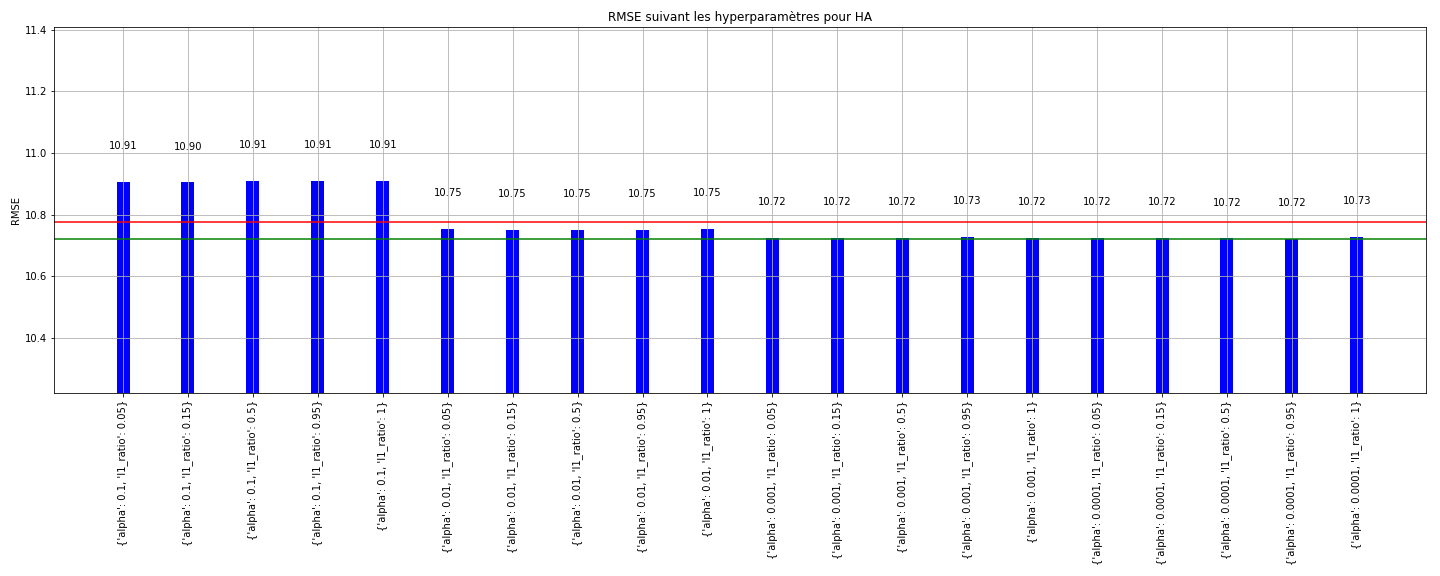 RMSE suivant les hyperparamètres pour HA
RMSE
11.4
11.2
11.0
10.8
10.6
10.4
10.91
10.90
10.91
10.91
10.91
10.75
10.75
10.75
10.75
10.75
10.72
10.72
10.72
10.73
10.72
10.72
10.72
10.72
10.72
10.73
{'alpha': 0.1, 'l1_ratio': 0.05}
{'alpha': 0.1, 'l1_ratio': 0.15}
{'alpha': 0.1, 'l1_ratio': 0.5}
{'alpha': 0.1, 'l1_ratio': 0.95}
{'alpha': 0.1, 'l1_ratio': 1}
{'alpha': 0.01, 'l1_ratio': 0.05}
{'alpha': 0.01, 'l1_ratio': 0.15}
{'alpha': 0.01, 'l1_ratio': 0.5}
{'alpha': 0.01, 'l1_ratio': 0.95}
{'alpha': 0.01, 'l1_ratio': 1}
{'alpha': 0.001, 'l1_ratio': 0.05}
{'alpha': 0.001, 'l1_ratio': 0.15}
{'alpha': 0.001, 'l1_ratio': 0.5}
{'alpha': 0.001, 'l1_ratio': 0.95}
{'alpha': 0.001, 'l1_ratio': 1}
{'alpha': 0.0001, 'l1_ratio': 0.05}
{'alpha': 0.0001, 'l1_ratio': 0.15}
{'alpha': 0.0001, 'l1_ratio': 0.5}
{'alpha': 0.0001, 'l1_ratio': 0.95}
{'alpha': 0.0001, 'l1_ratio': 1}